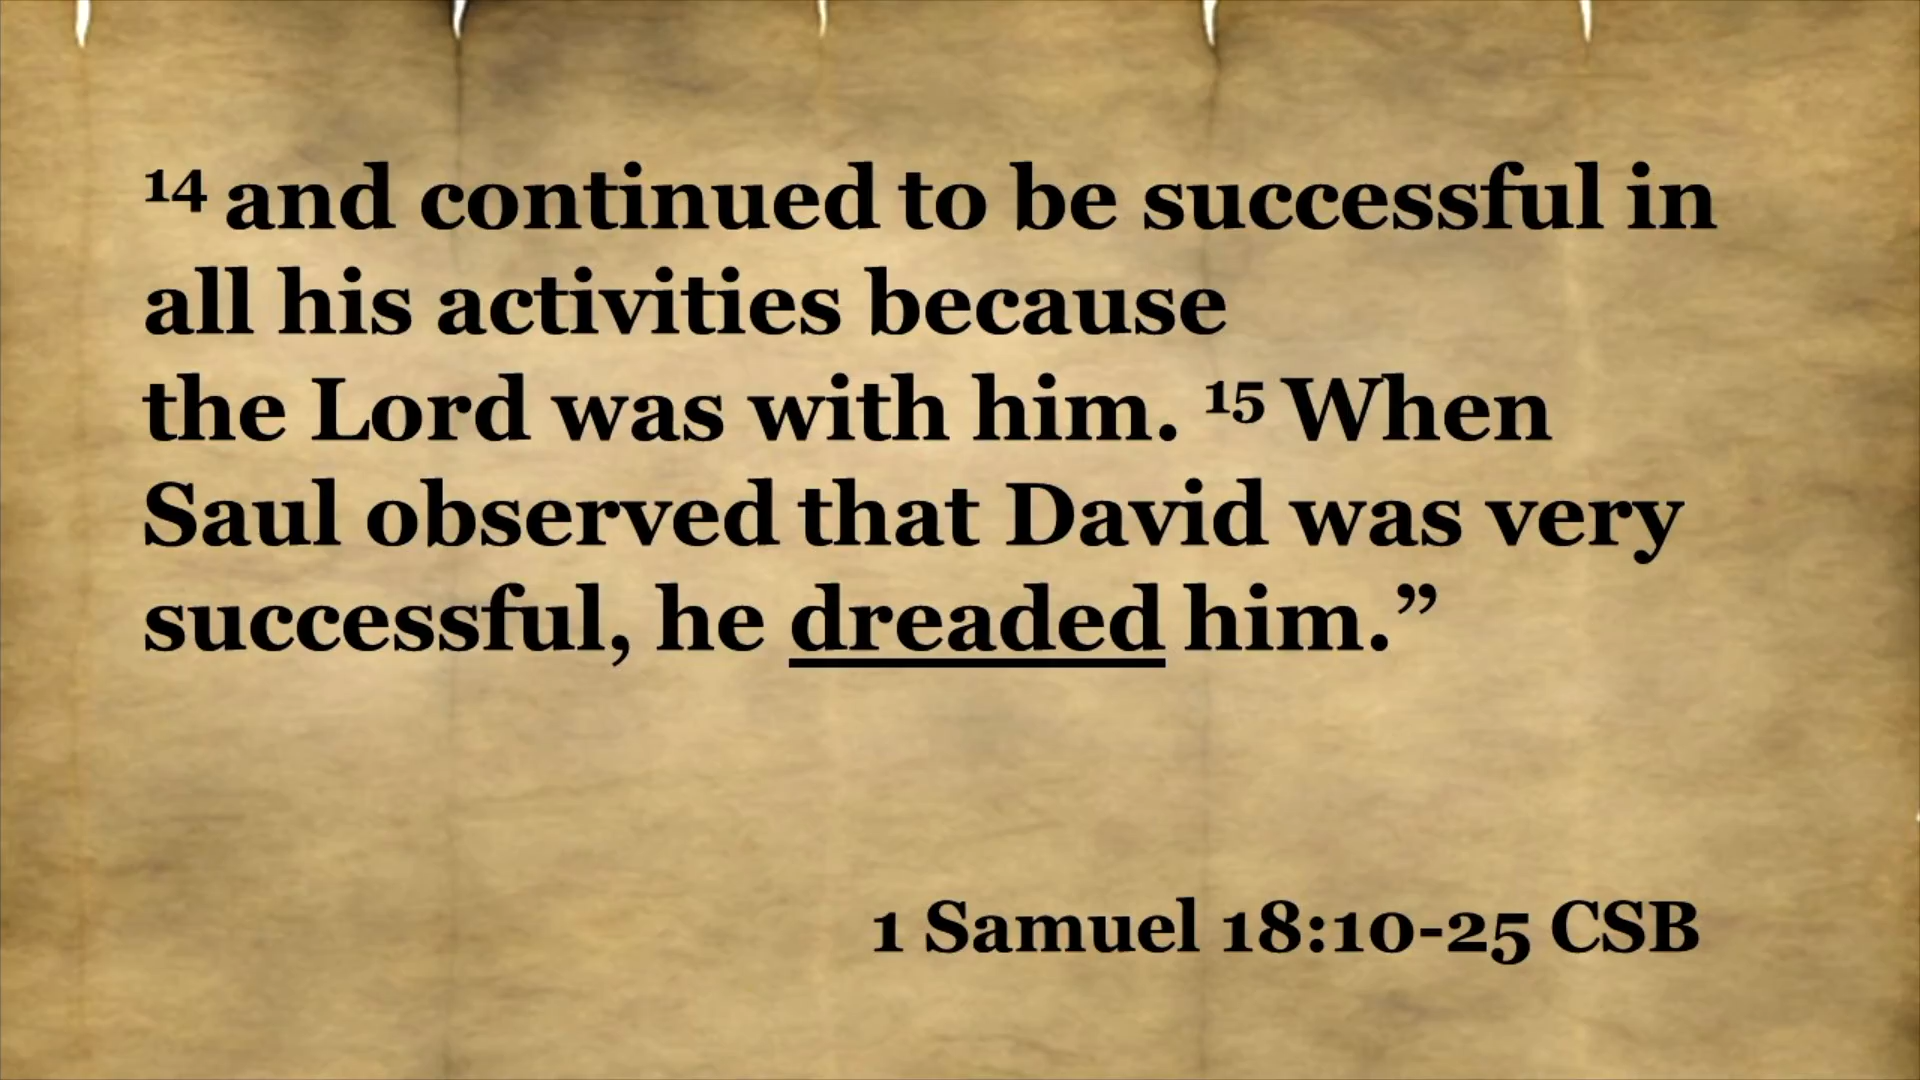 14 and continued to be successful in
all his activities because
the Lord was with him. 15 When
Saul observed that David was very
successful, he dreaded him.”
1 Samuel 18:10-25 CSB